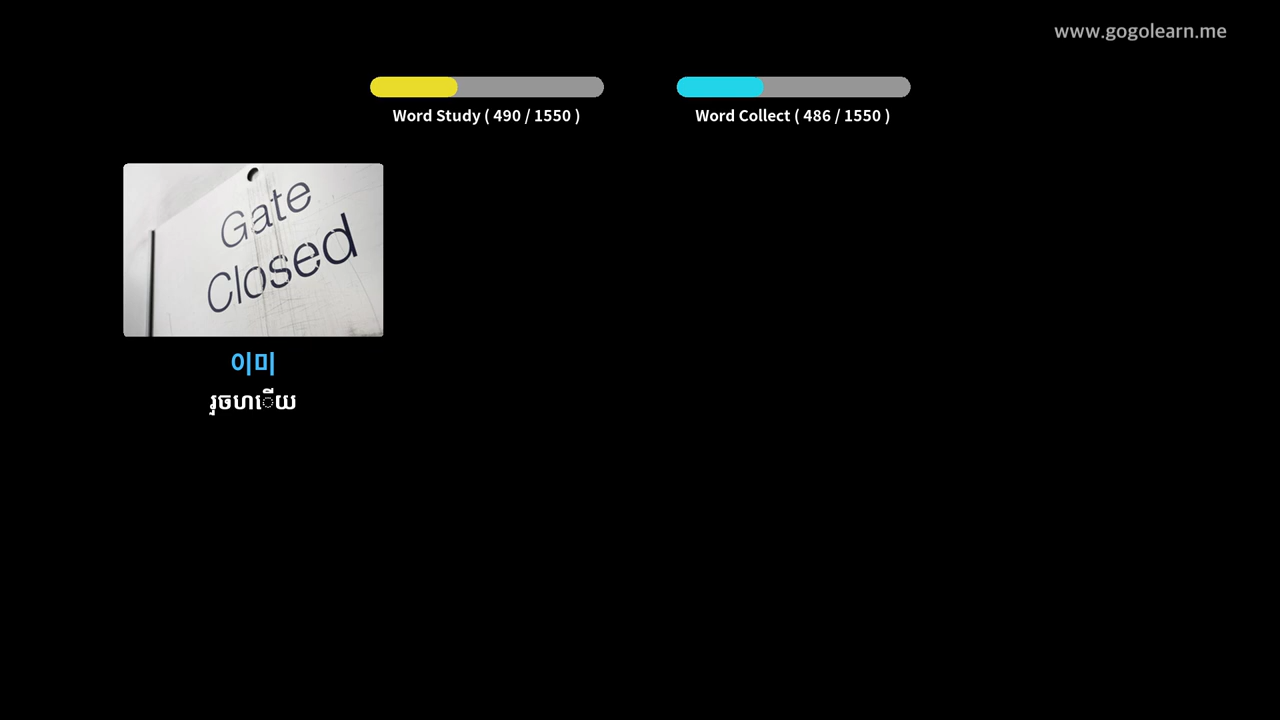 www.gogolearn.me
Word Study ( 490 / 1550 )
Word Collect ( 486 / 1550 )
Gate
Closed
이미
រួចហើយ